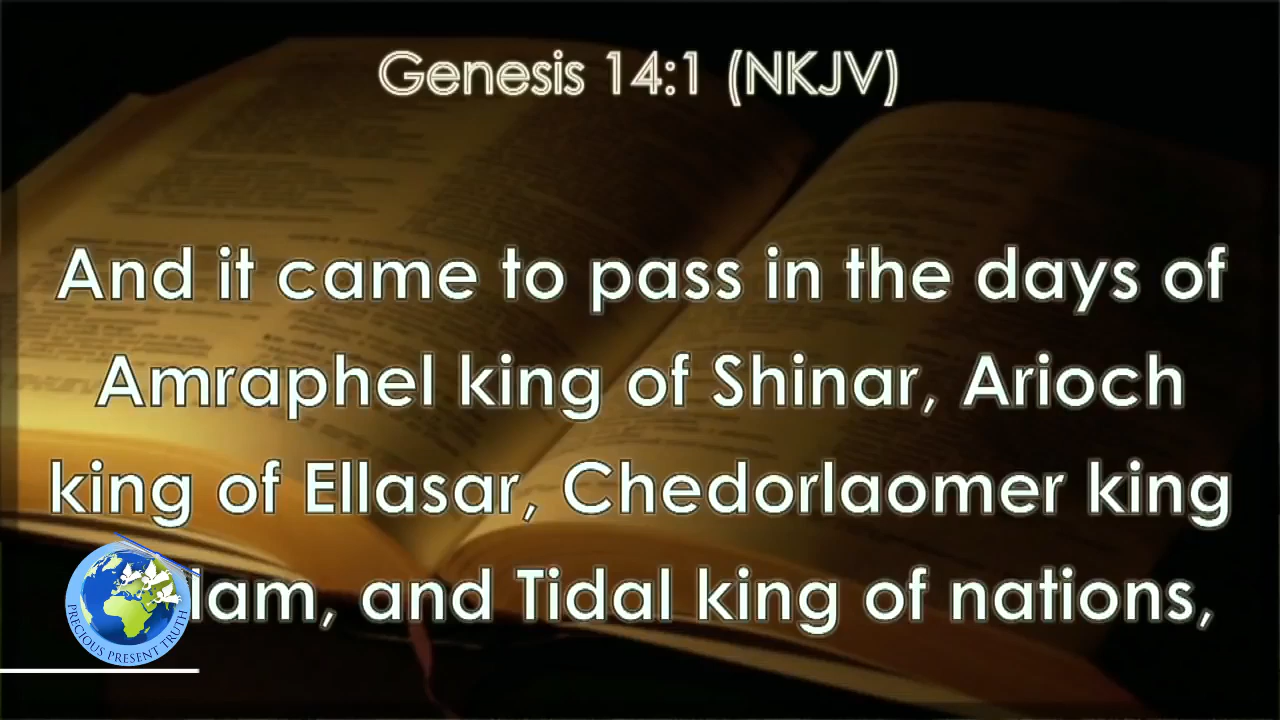 Genesis 14:1 (NKJV)
And it came to pass in the days of
Amraphel king of Shinar, Arioch
king of Ellasar, Chedorlaomer king
lam, and Tidal king of nations,
PRECIOUS PRESENT TRUTH